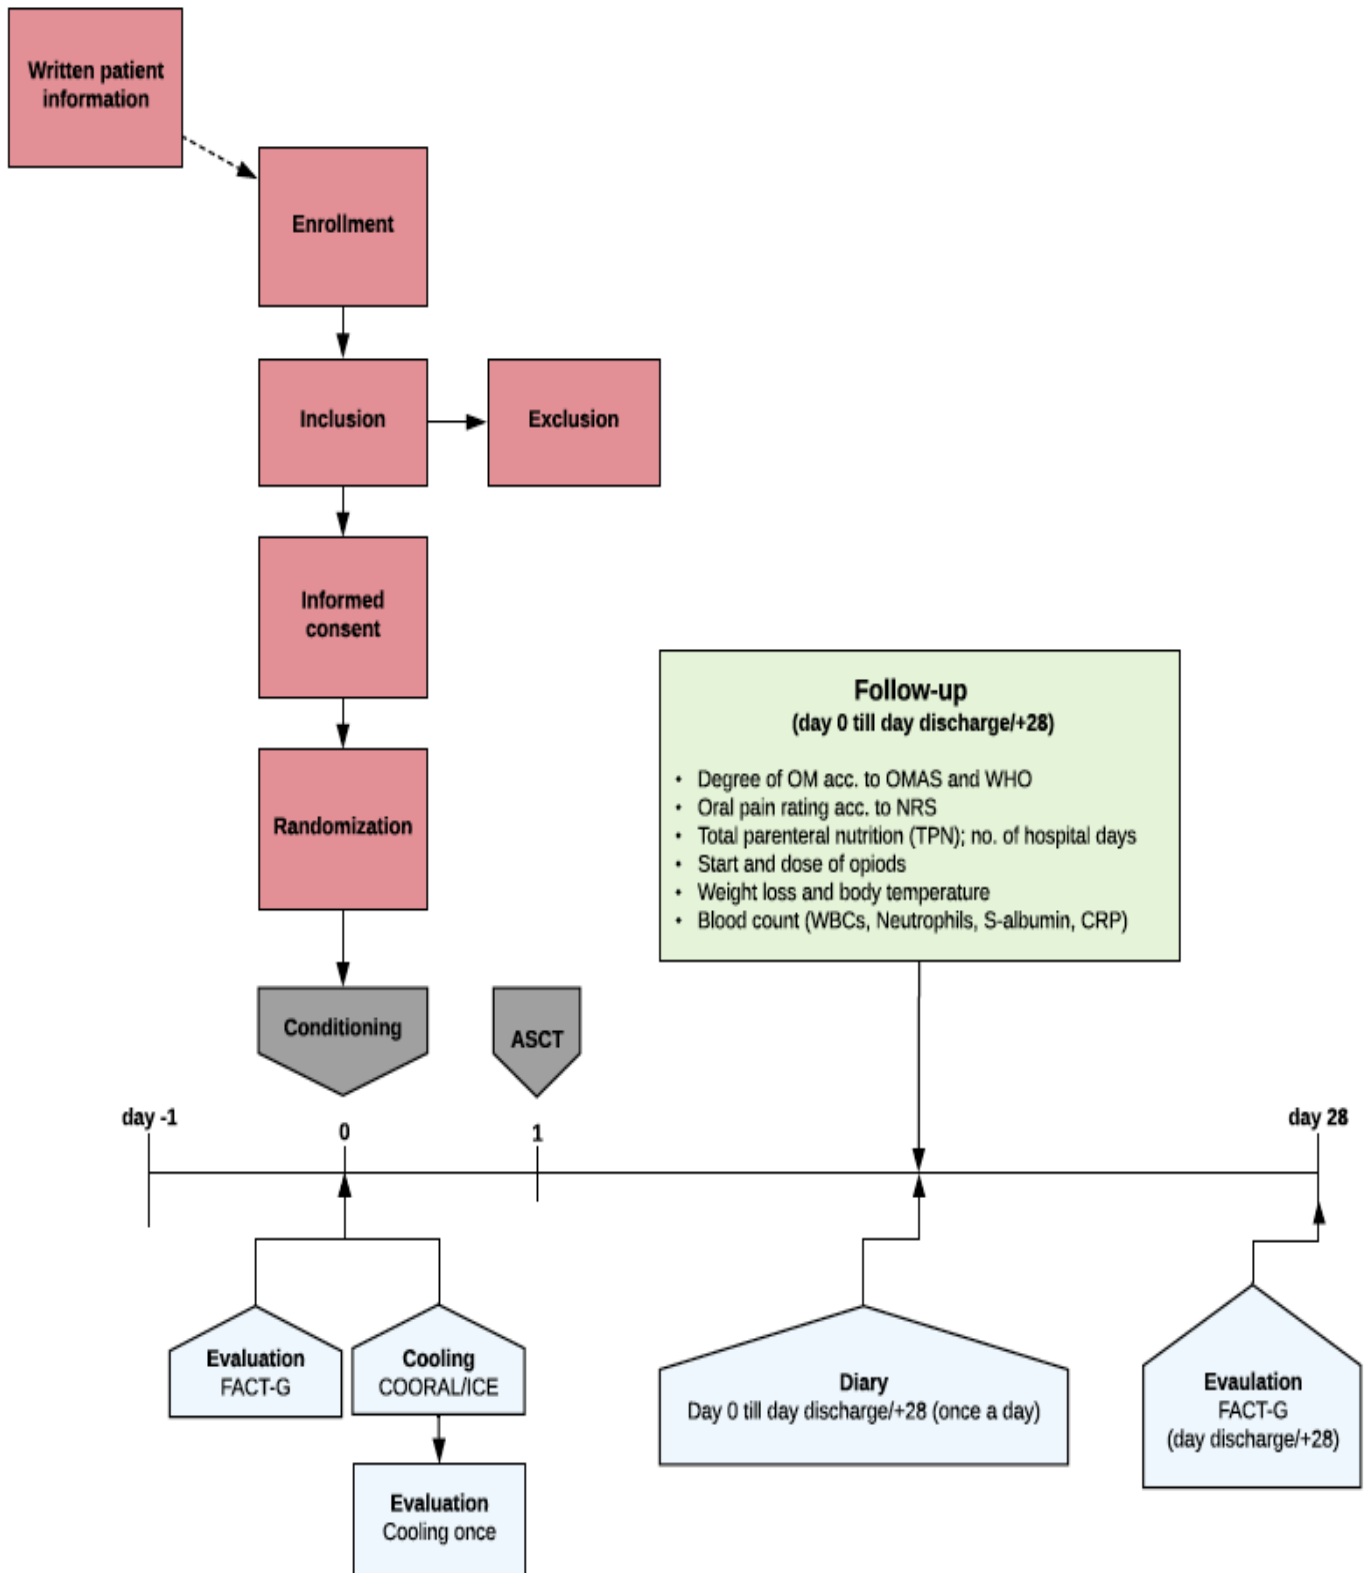 Written patient
information
Enrollment
Inclusion
Exclusion
Informed
consent
Randomization
Follow-up
(day 0 till day discharge/+28)
• Degree of OM acc. to OMAS and WHO
• Oral pain rating acc. to NRS
• Total parenteral nutrition (TPN); no. of hospital days
• Start and dose of opiods
• Weight loss and body temperature
• Blood count (WBCs, Neutrophils, S-albumin, CRP)
Conditioning
ASCT
day -1
0
1
day 28
Evaluation
FACT-G
Cooling
COORAL/ICE
Evaluation
Cooling once
Diary
Day 0 till day discharge/+28 (once a day)
Evaulation
FACT-G
(day discharge/+28)